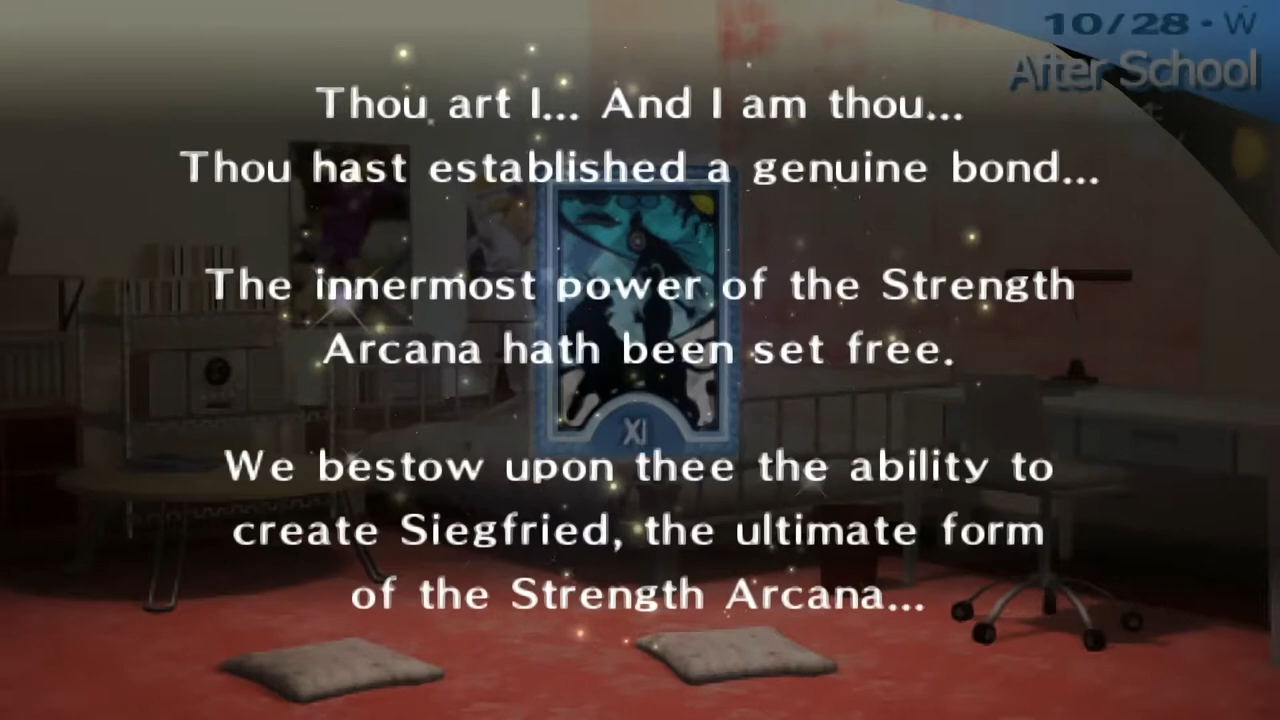 10/28 • W
After School
Thou art I... And I am thou...
Thou hast established a genuine bond...
The innermost power of the Strength
Arcana hath been set free.
We bestow upon thee the ability to
create Siegfried, the ultimate form
of the Strength Arcana...
XI